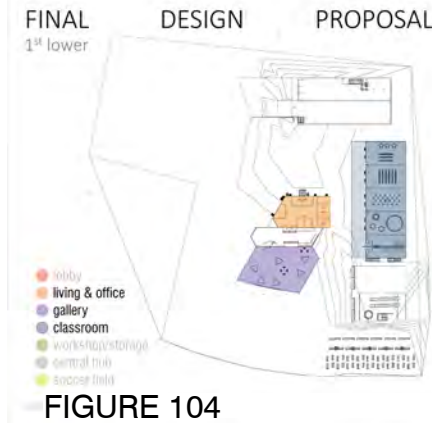 FINAL DESIGN PROPOSAL
1st lower
lobby
living & office
gallery
classroom
workshop/storage
central hub
soccer field
FIGURE 104